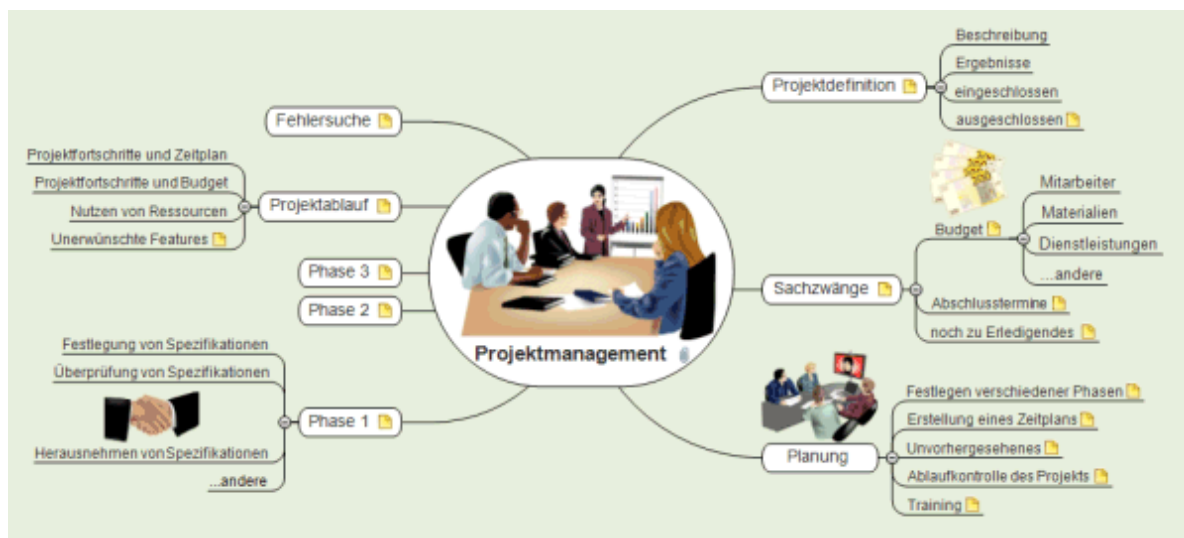 Projektmanagement
Projektdefinition
Beschreibung
Ergebnisse
eingeschlossen
ausgeschlossen
Sachzwänge
Budget
Mitarbeiter
Materialien
Dienstleistungen
...andere
Abschlusstermine
noch zu Erledigendes
Planung
Festlegen verschiedener Phasen
Erstellung eines Zeitplans
Unvorhergesehenes
Ablaufkontrolle des Projekts
Training
Phase 1
Festlegung von Spezifikationen
Überprüfung von Spezifikationen
Herausnehmen von Spezifikationen
...andere
Phase 2
Phase 3
Projektablauf
Projektfortschritte und Zeitplan
Projektfortschritte und Budget
Nutzen von Ressourcen
Unerwünschte Features
Fehlersuche